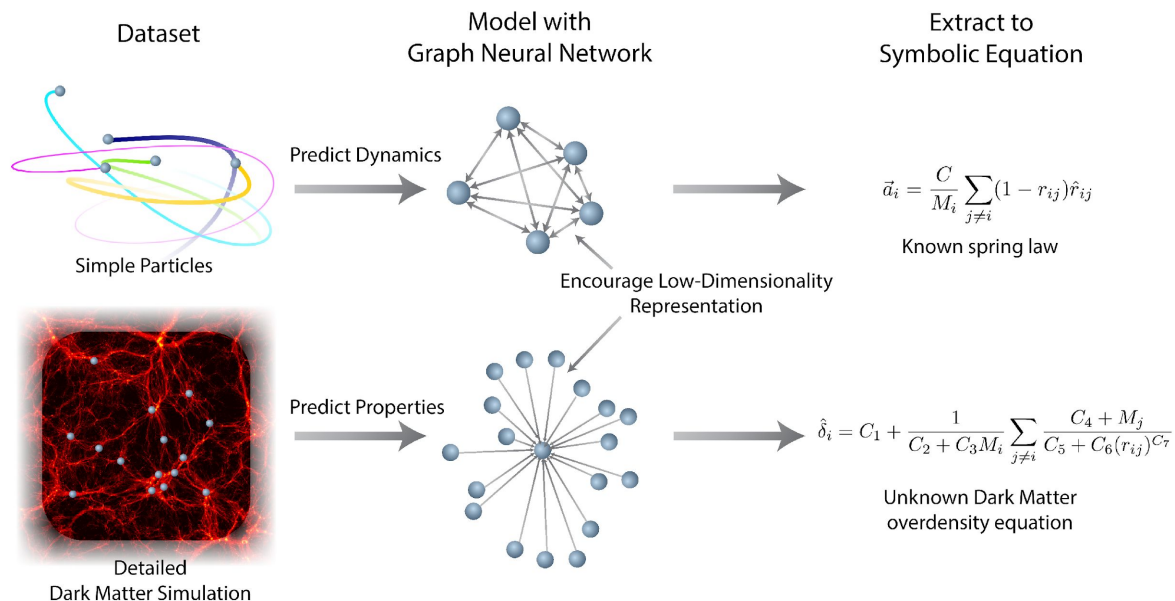 Dataset
Model with
Graph Neural Network
Extract to
Symbolic Equation
Predict Dynamics
Simple Particles
$\vec{a}_i = \frac{C}{M_i} \sum_{j \neq i} (1 - r_{ij}) \hat{r}_{ij}$
Known spring law
Encourage Low-Dimensionality
Representation
Predict Properties
Detailed
Dark Matter Simulation
$\hat{\delta}_i = C_1 + \frac{1}{C_2 + C_3 M_i} \sum_{j \neq i} \frac{C_4 + M_j}{C_5 + C_6 (r_{ij})^{C_7}}$
Unknown Dark Matter
overdensity equation